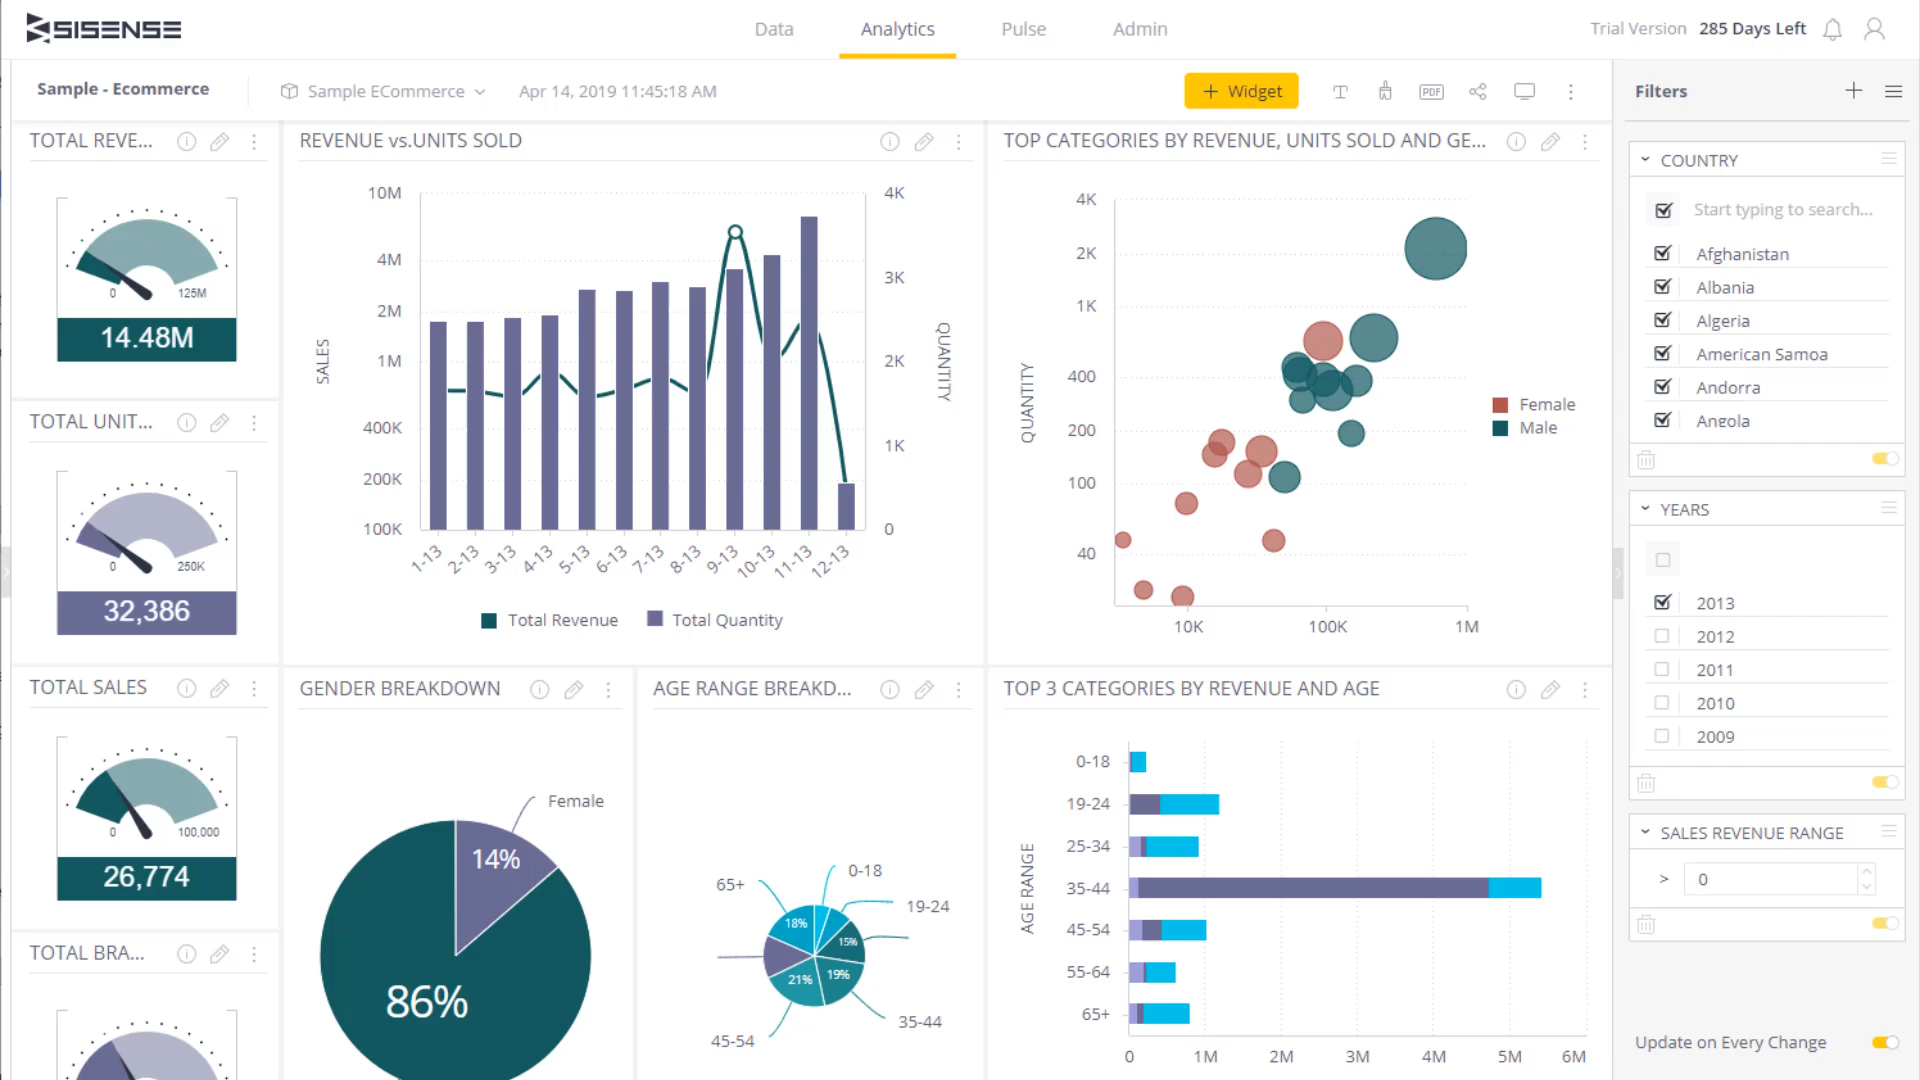 SISENSE
Data
Analytics
Pulse
Admin
Trial Version 285 Days Left
Sample - Ecommerce
Sample ECommerce
Apr 14, 2019 11:45:18 AM
+ Widget
T
PDF
Filters
TOTAL REVE...
0
125M
14.48M
TOTAL UNIT...
0
250K
32,386
TOTAL SALES
0
100,000
26,774
TOTAL BRA...
REVENUE vs.UNITS SOLD
10M
4M
2M
1M
400K
200K
100K
SALES
4K
3K
2K
1K
0
QUANTITY
1-13
2-13
3-13
4-13
5-13
6-13
7-13
8-13
9-13
10-13
11-13
12-13
Total Revenue
Total Quantity
TOP CATEGORIES BY REVENUE, UNITS SOLD AND GE...
4K
2K
1K
400
200
100
40
QUANTITY
10K
100K
1M
Female
Male
GENDER BREAKDOWN
Female
14%
86%
AGE RANGE BREAKD...
0-18
65+
19-24
18%
15%
19%
21%
35-44
45-54
TOP 3 CATEGORIES BY REVENUE AND AGE
AGE RANGE
0-18
19-24
25-34
35-44
45-54
55-64
65+
0
1M
2M
3M
4M
5M
6M
COUNTRY
Start typing to search...
Afghanistan
Albania
Algeria
American Samoa
Andorra
Angola
YEARS
2013
2012
2011
2010
2009
SALES REVENUE RANGE
> 0
Update on Every Change